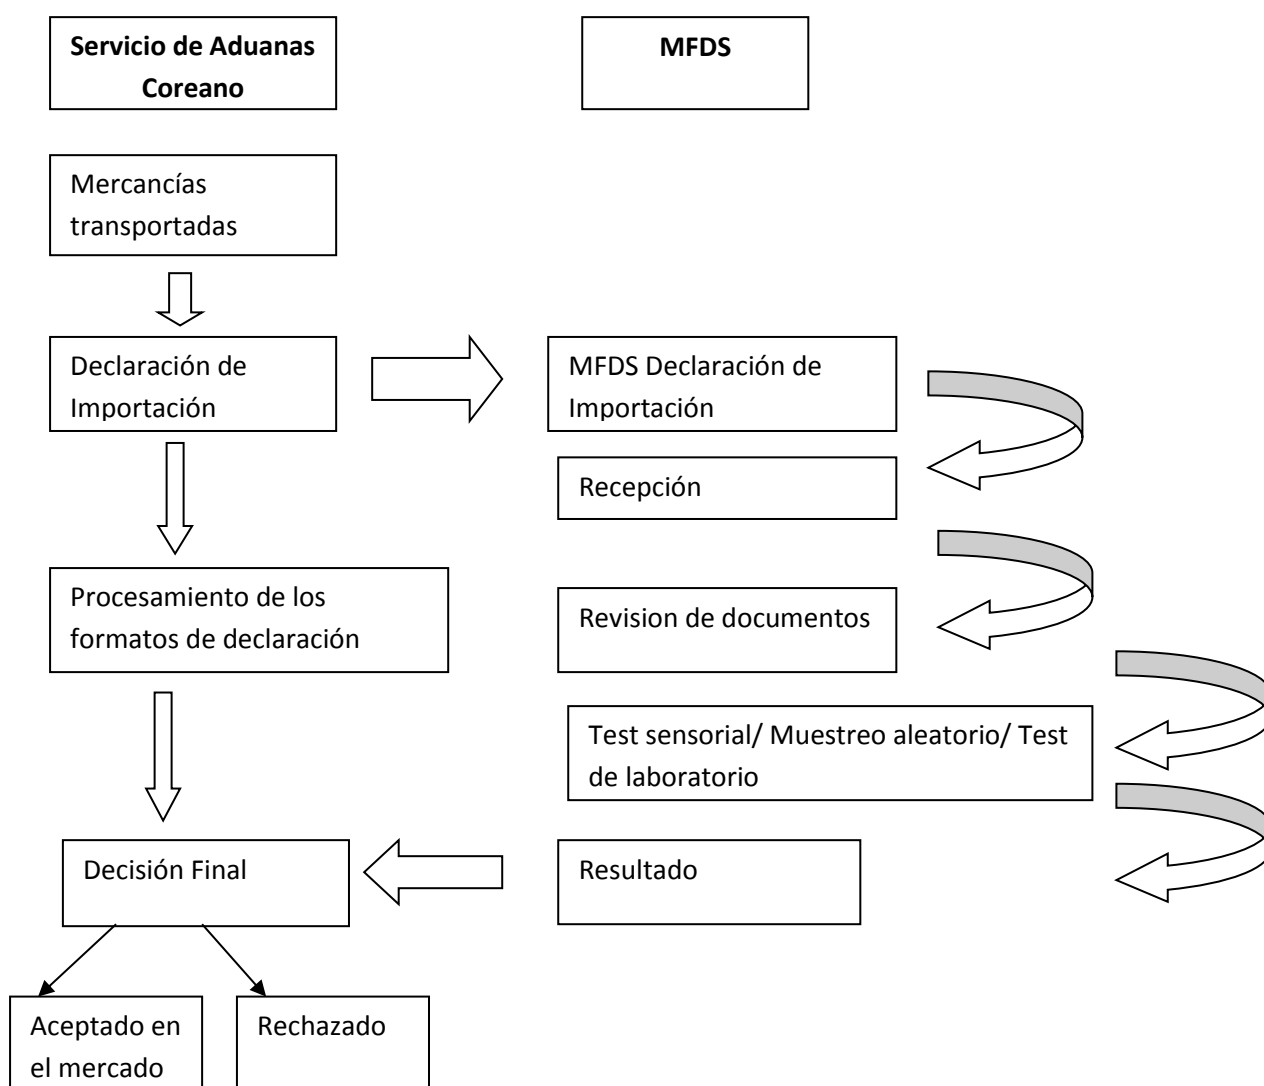 Servicio de Aduanas
Coreano
MFDS
Mercancías
transportadas
Declaración de
Importación
MFDS Declaración de
Importación
Recepción
Procesamiento de los
formatos de declaración
Revision de documentos
Test sensorial/ Muestreo aleatorio/ Test
de laboratorio
Decisión Final
Resultado
Aceptado en
el mercado
Rechazado